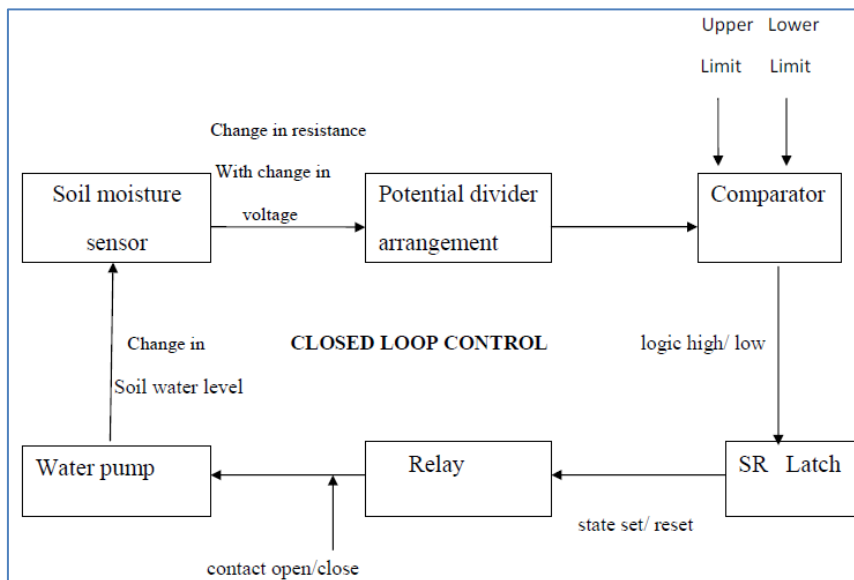 Upper Lower
Limit Limit
Change in resistance
With change in
voltage
Soil moisture
sensor
Potential divider
arrangement
Comparator
Change in
Soil water level
CLOSED LOOP CONTROL
logic high/ low
Water pump
Relay
SR Latch
state set/ reset
contact open/close